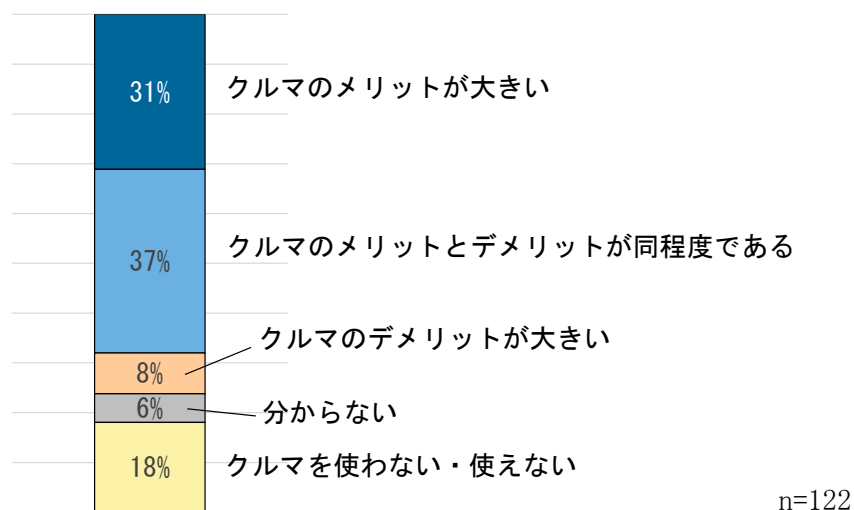 31% クルマのメリットが大きい
37% クルマのメリットとデメリットが同程度である
クルマのデメリットが大きい
8%
6% 分からない
18% クルマを使わない・使えない
n=122